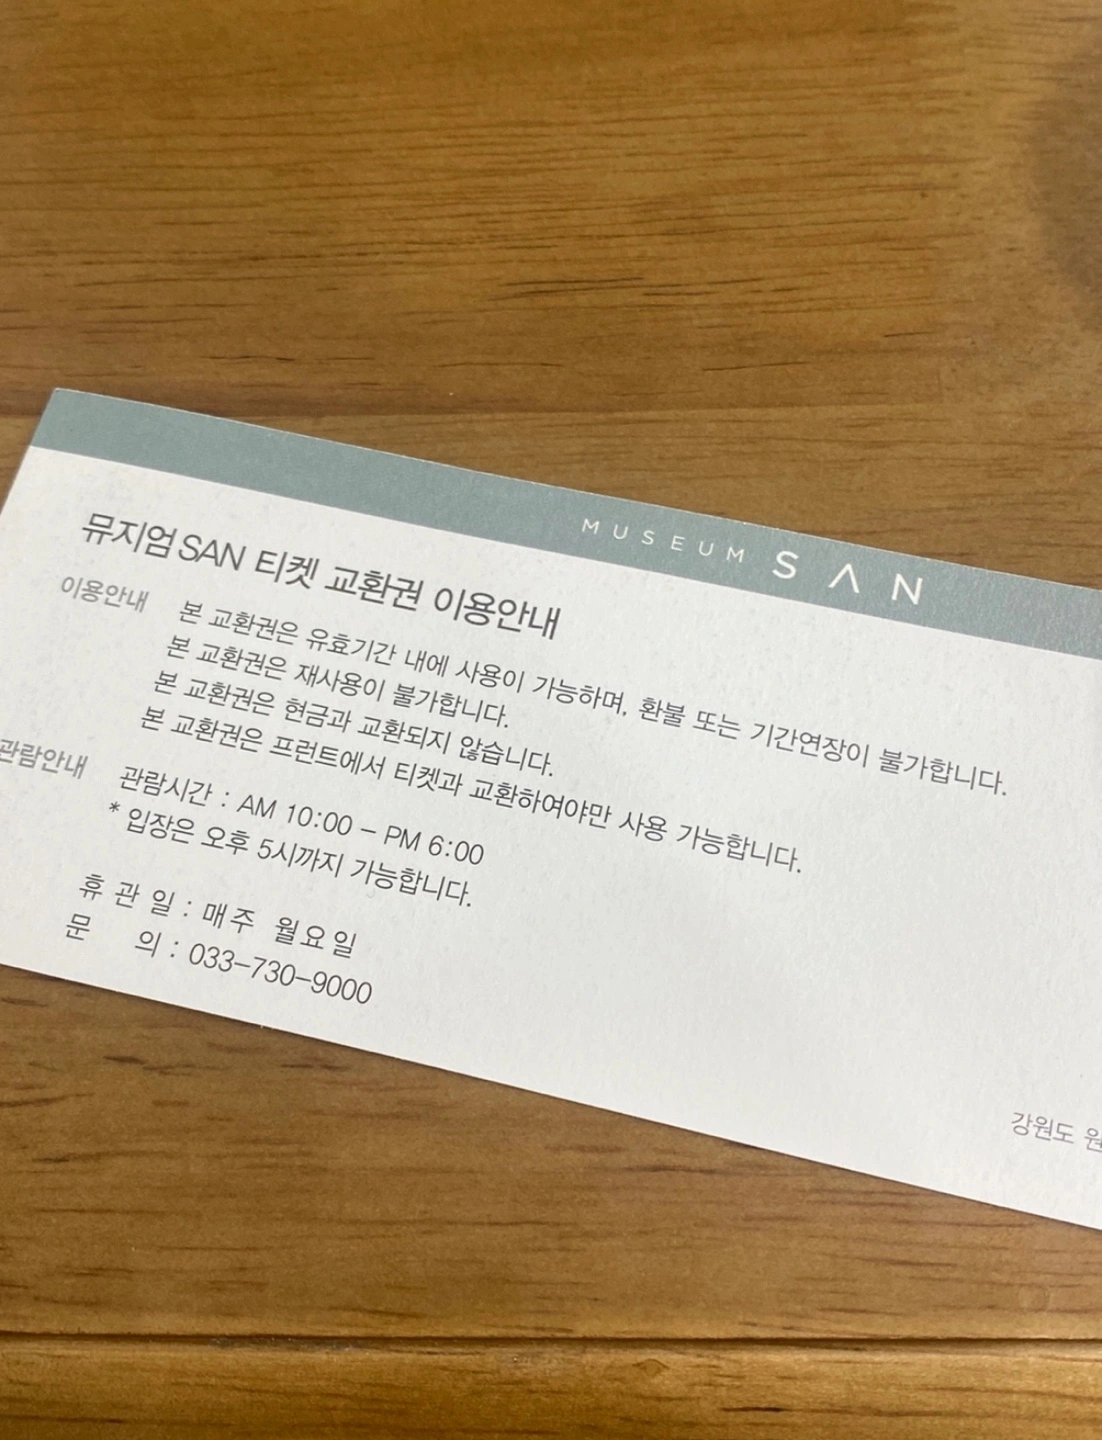 MUSEUM SAN
뮤지엄SAN 티켓 교환권 이용안내
이용안내 본 교환권은 유효기간 내에 사용이 가능하며, 환불 또는 기간연장이 불가합니다.
본 교환권은 재사용이 불가합니다.
본 교환권은 현금과 교환되지 않습니다.
본 교환권은 프런트에서 티켓과 교환하여야만 사용 가능합니다.
관람안내 관람시간 : AM 10:00 – PM 6:00
* 입장은 오후 5시까지 가능합니다.
휴 관 일 : 매주 월요일
문 의 : 033-730-9000
강원도